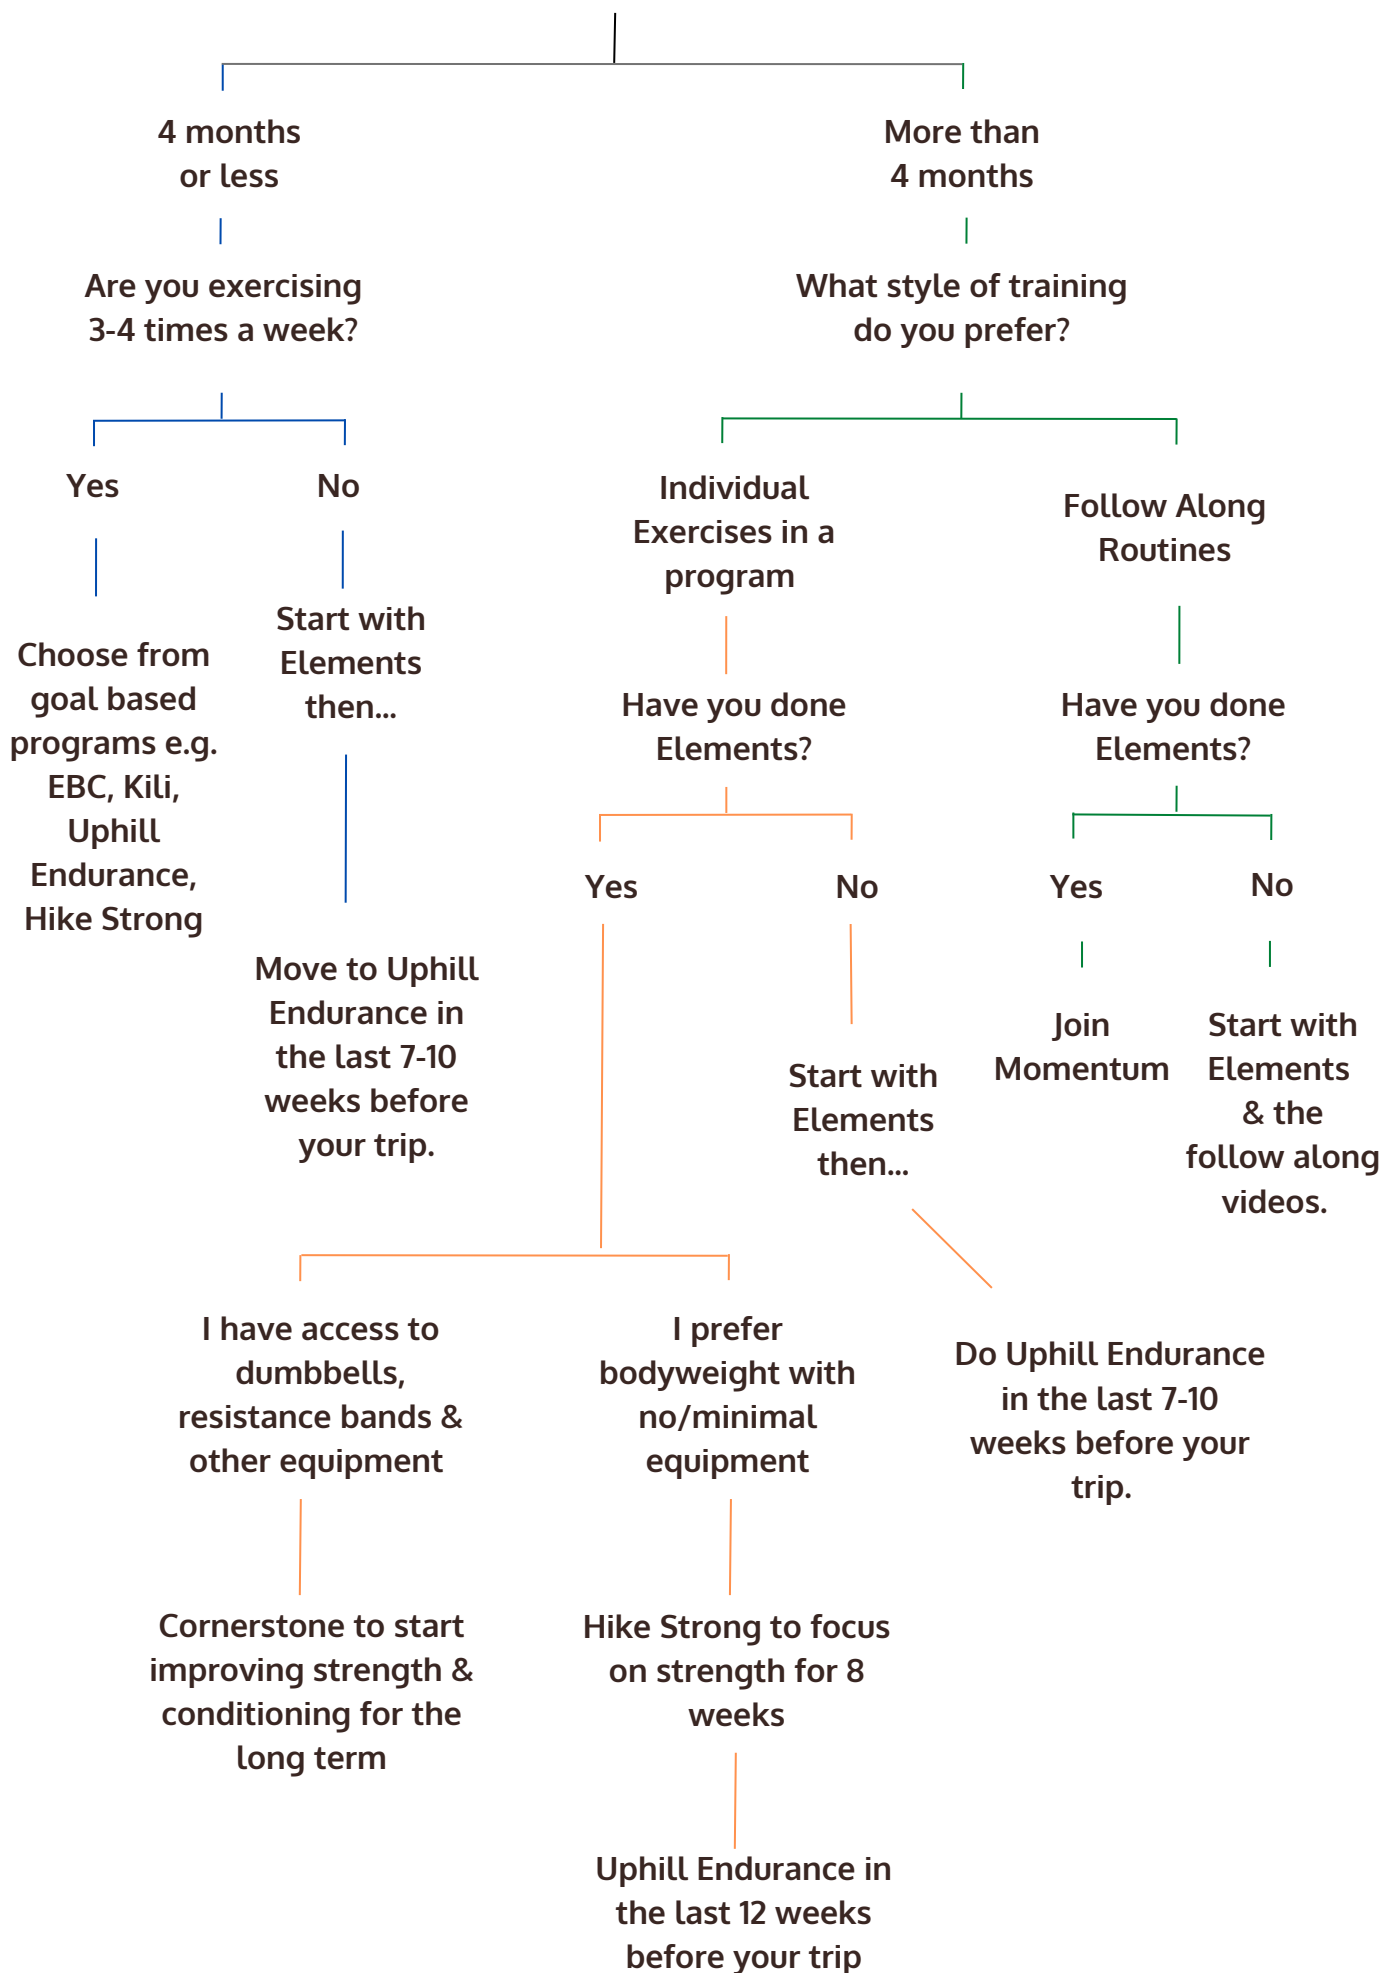 4 months
or less
More than
4 months
Are you exercising
3-4 times a week?
What style of training
do you prefer?
Yes
No
Individual
Exercises in a
program
Follow Along
Routines
Choose from
goal based
programs e.g.
EBC, Kili,
Uphill
Endurance,
Hike Strong
Start with
Elements
then...
Have you done
Elements?
Have you done
Elements?
Yes
No
Yes
No
Move to Uphill
Endurance in
the last 7-10
weeks before
your trip.
Start with
Elements
then...
Join
Momentum
Start with
Elements
& the
follow along
videos.
I have access to
dumbbells,
resistance bands &
other equipment
I prefer
bodyweight with
no/minimal
equipment
Do Uphill Endurance
in the last 7-10
weeks before your
trip.
Cornerstone to start
improving strength &
conditioning for the
long term
Hike Strong to focus
on strength for 8
weeks
Uphill Endurance in
the last 12 weeks
before your trip